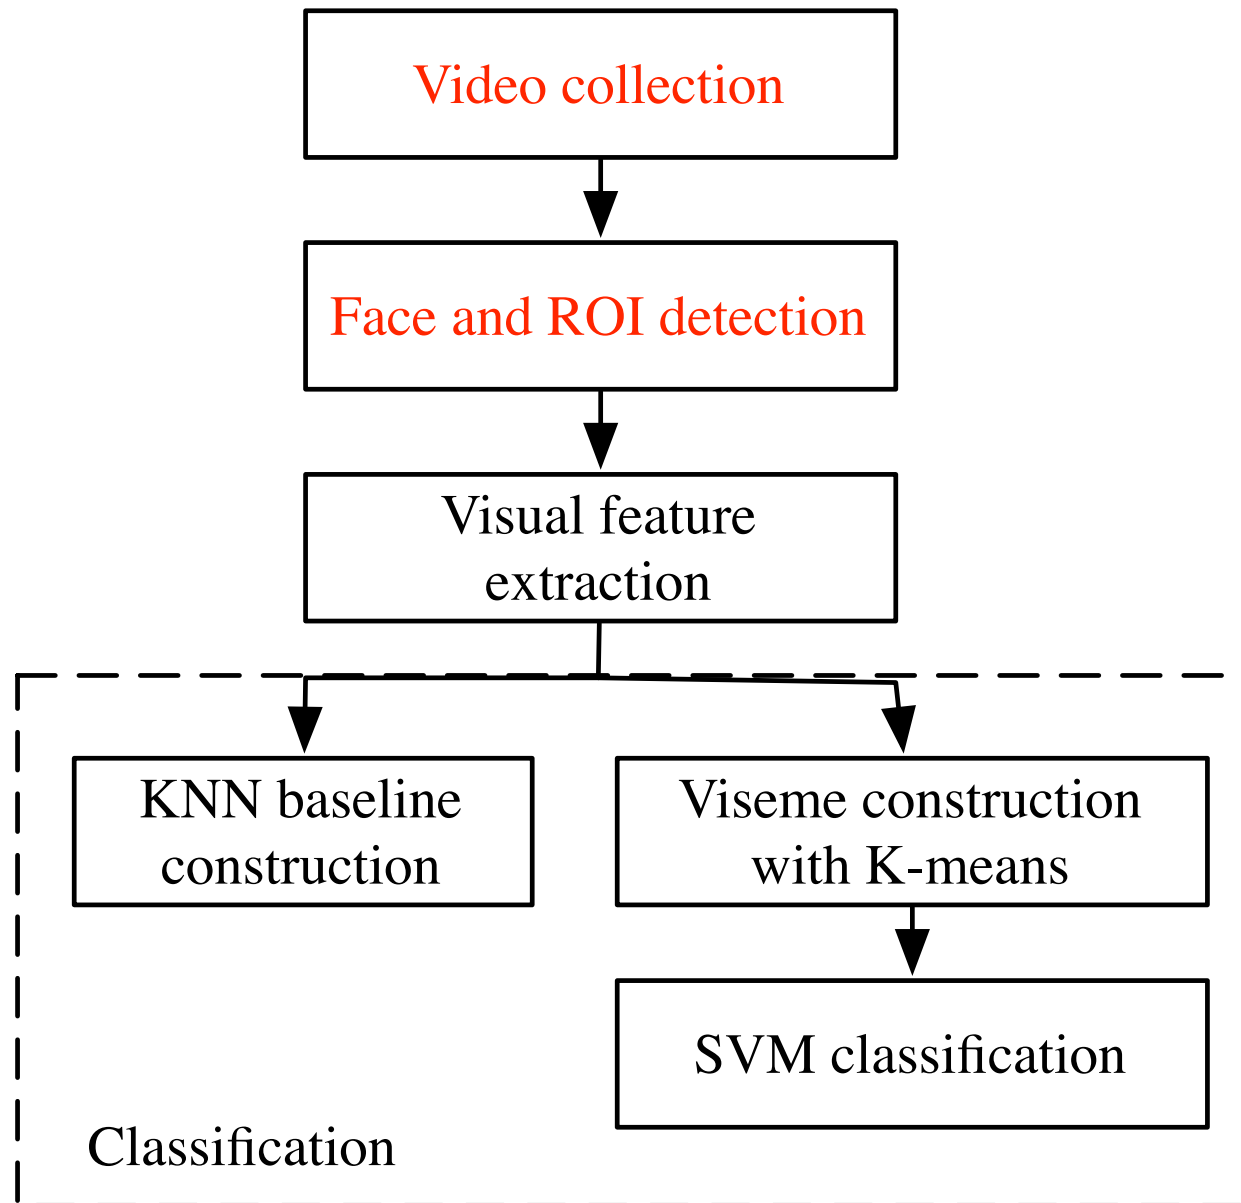 Video collection
Face and ROI detection
Visual feature
extraction
KNN baseline
construction
Viseme construction
with K-means
SVM classification
Classification